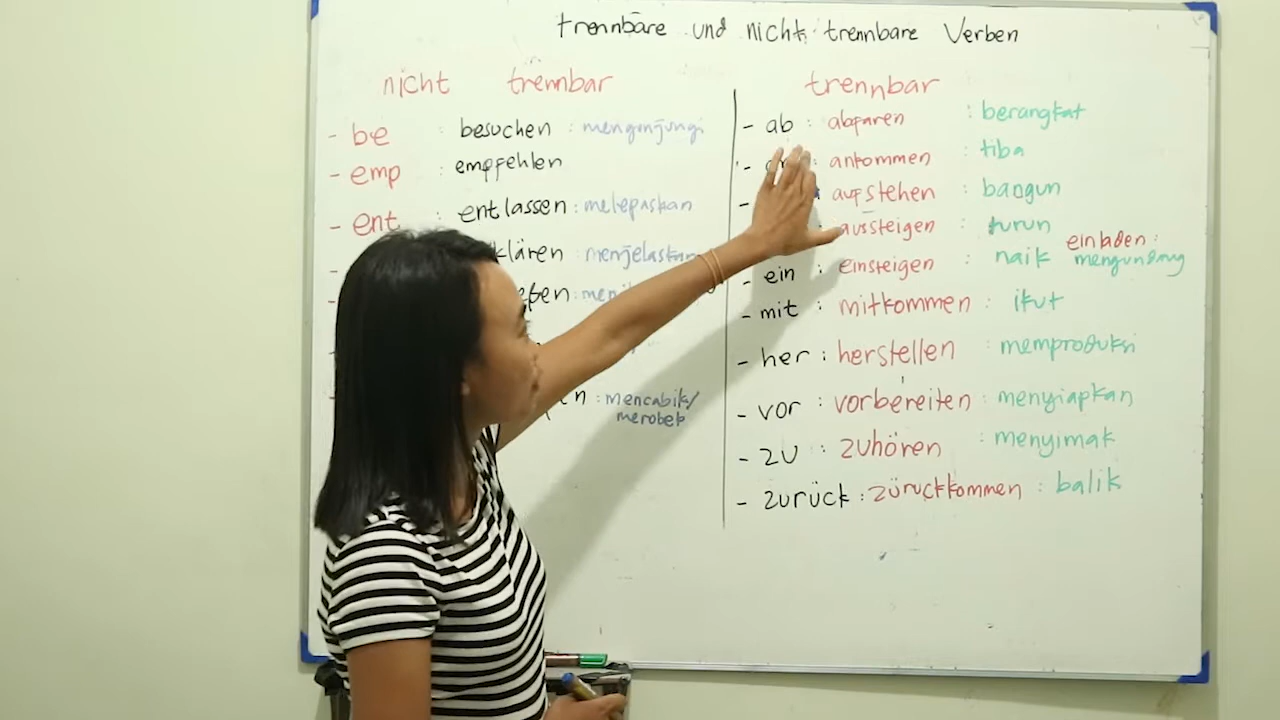 trennbare und nicht trennbare Verben
nicht trennbar
- be : besuchen : mengunjungi
- emp : empfehlen
- ent : entlassen : melepaskan
klären : menjelaskan
: mencabik/
merobek
trennbar
- ab : abfaren : berangkat
ankommen : tiba
aufstehen : bangun
aussteigen : turun
- ein : einsteigen : naik
einladen :
mengundang
- mit : mitkommen : ikut
- her : herstellen : memproduksi
- vor : vorbereiten : menyiapkan
- zu : zuhören : menyimak
- zurück : zürückkommen : balik